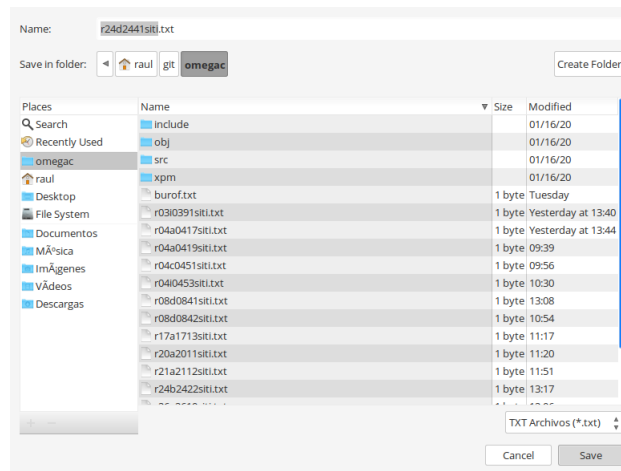 Name: r24d2441siti.txt
Save in folder: raul git omegac Create Folder
Places Name Size Modified
Search include 01/16/20
Recently Used obj 01/16/20
omegac src 01/16/20
raul xpm 01/16/20
Desktop burof.txt 1 byte Tuesday
File System r03i0391siti.txt 1 byte Yesterday at 13:40
Documentos r04a0417siti.txt 1 byte Yesterday at 13:44
MÃºsica r04a0419siti.txt 1 byte 09:39
ImÃ¡genes r04c0451siti.txt 1 byte 09:56
VÃ­deos r04i0453siti.txt 1 byte 10:30
Descargas r08d0841siti.txt 1 byte 13:08
r08d0842siti.txt 1 byte 10:54
r17a1713siti.txt 1 byte 11:17
r20a2011siti.txt 1 byte 11:20
r21a2112siti.txt 1 byte 11:51
r24b2422siti.txt 1 byte 13:17
TXT Archivos (*.txt)
Cancel Save